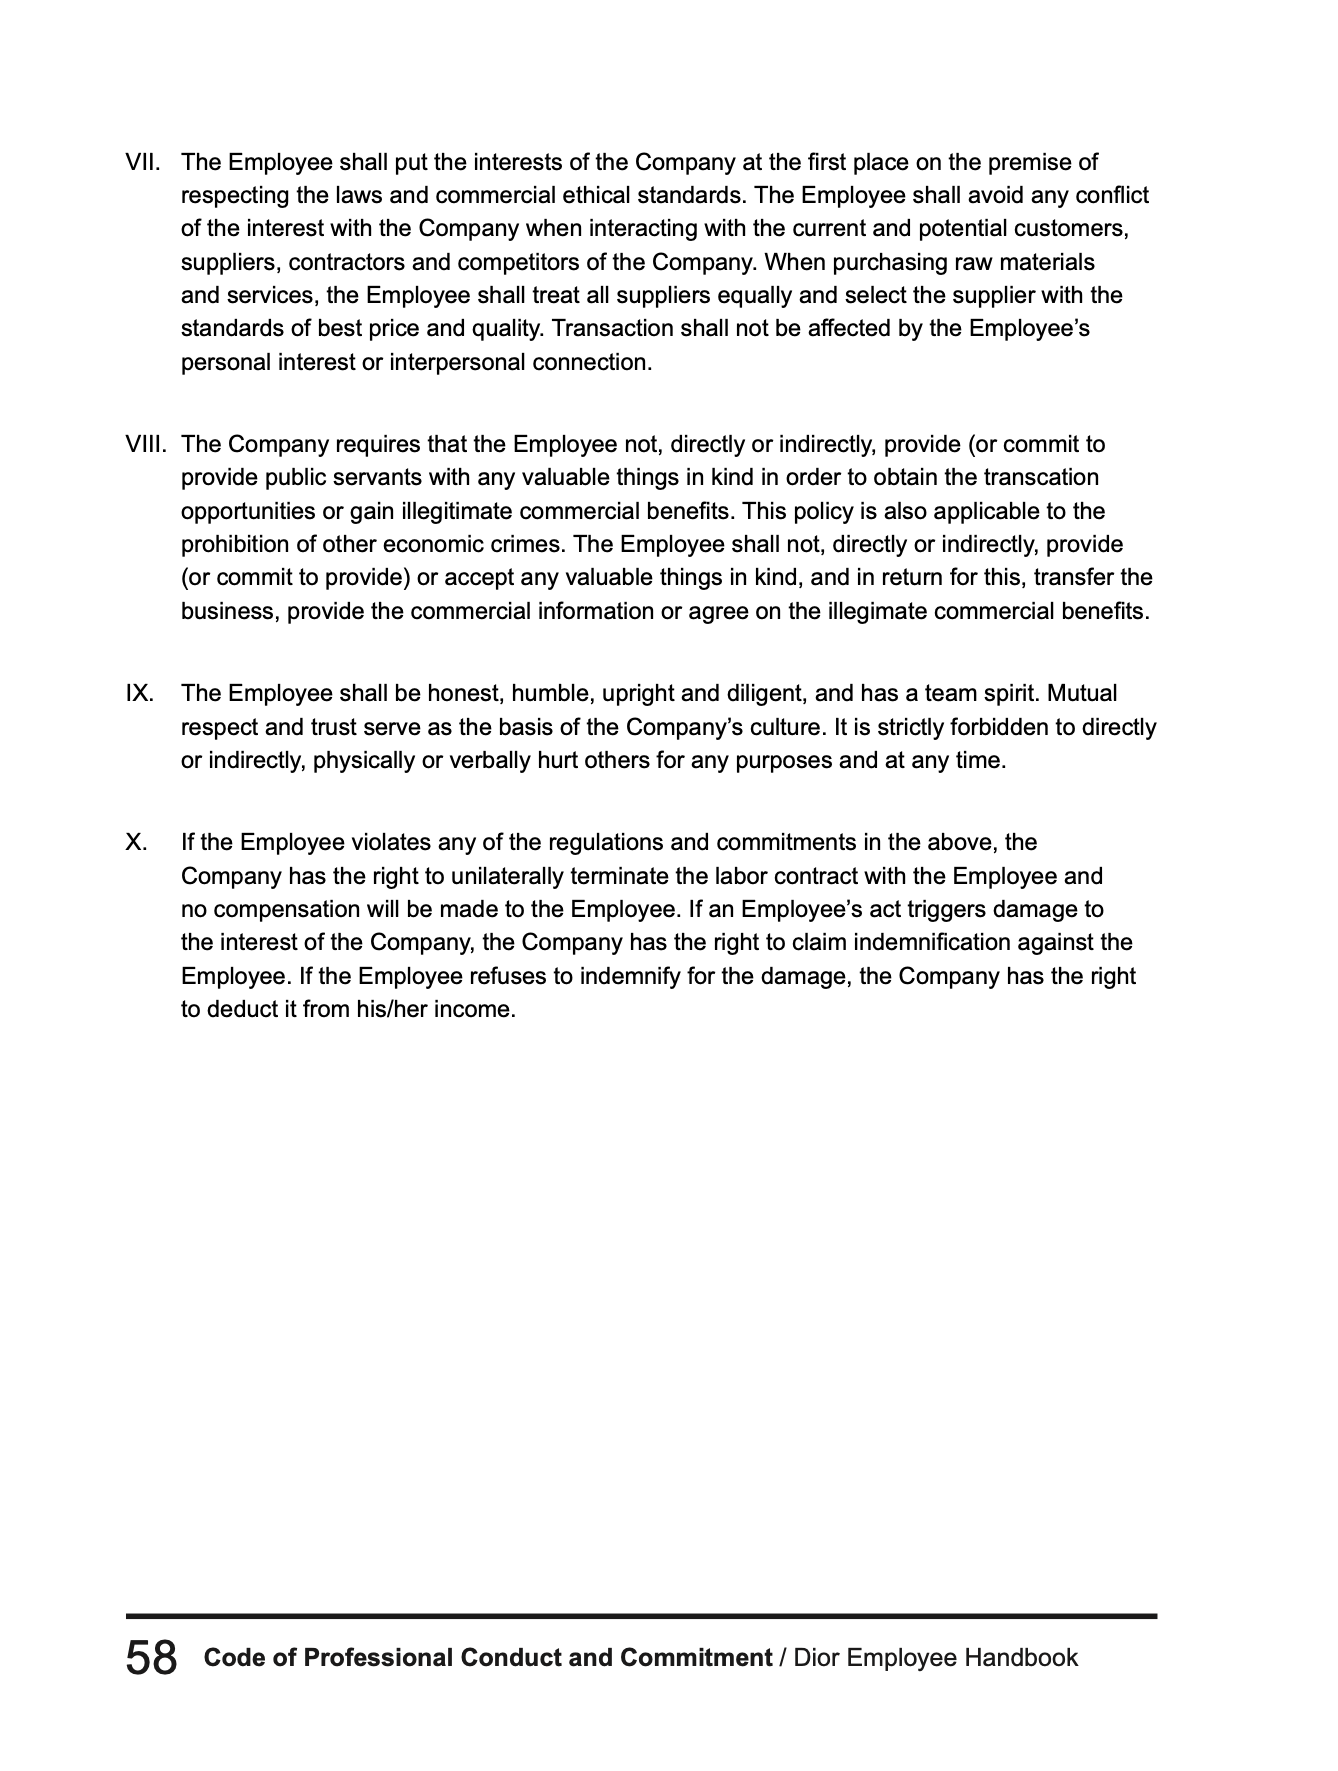 VII. The Employee shall put the interests of the Company at the first place on the premise of
respecting the laws and commercial ethical standards. The Employee shall avoid any conflict
of the interest with the Company when interacting with the current and potential customers,
suppliers, contractors and competitors of the Company. When purchasing raw materials
and services, the Employee shall treat all suppliers equally and select the supplier with the
standards of best price and quality. Transaction shall not be affected by the Employee’s
personal interest or interpersonal connection.
VIII. The Company requires that the Employee not, directly or indirectly, provide (or commit to
provide public servants with any valuable things in kind in order to obtain the transcation
opportunities or gain illegitimate commercial benefits. This policy is also applicable to the
prohibition of other economic crimes. The Employee shall not, directly or indirectly, provide
(or commit to provide) or accept any valuable things in kind, and in return for this, transfer the
business, provide the commercial information or agree on the illegimate commercial benefits.
IX. The Employee shall be honest, humble, upright and diligent, and has a team spirit. Mutual
respect and trust serve as the basis of the Company’s culture. It is strictly forbidden to directly
or indirectly, physically or verbally hurt others for any purposes and at any time.
X. If the Employee violates any of the regulations and commitments in the above, the
Company has the right to unilaterally terminate the labor contract with the Employee and
no compensation will be made to the Employee. If an Employee’s act triggers damage to
the interest of the Company, the Company has the right to claim indemnification against the
Employee. If the Employee refuses to indemnify for the damage, the Company has the right
to deduct it from his/her income.
58 Code of Professional Conduct and Commitment / Dior Employee Handbook